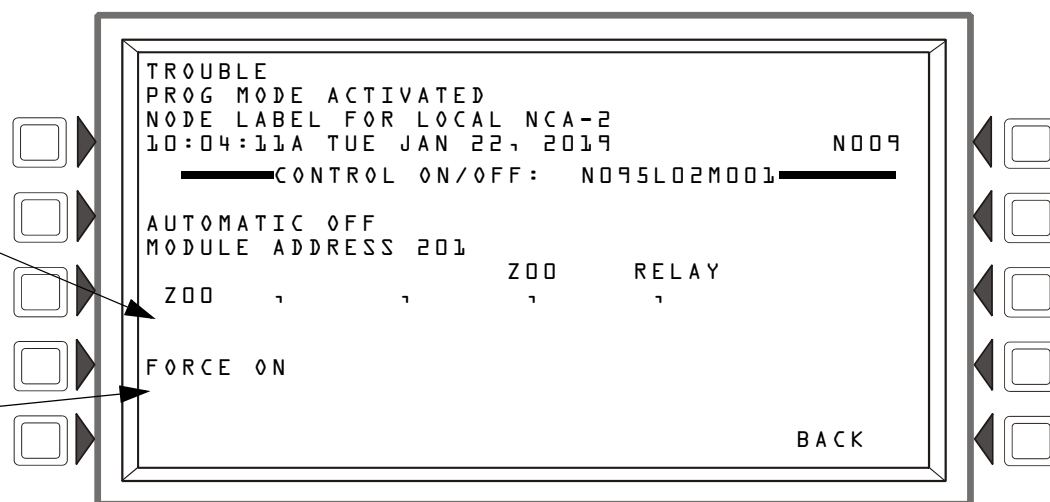 TROUBLE
PROG MODE ACTIVATED
NODE LABEL FOR LOCAL NCA-2
10:04:11A TUE JAN 22, 2019 N009
CONTROL ON/OFF: N095L02M001
AUTOMATIC OFF
MODULE ADDRESS 201
Z00 RELAY
Z00 , , , ,
FORCE ON
BACK